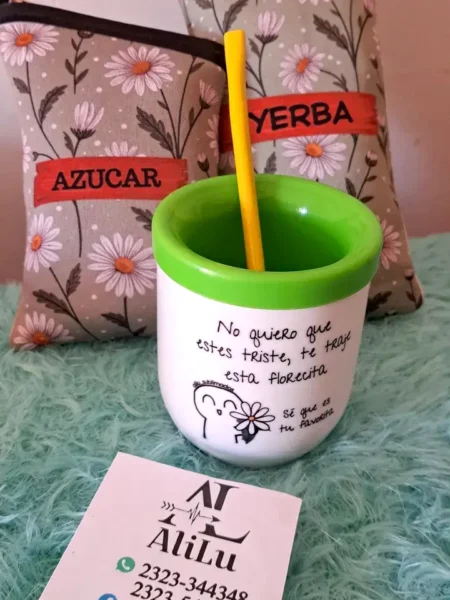 AZUCAR
YERBA
No quiero que
estes triste, te traje
esta florecita
Sé que es
tu favorita
AL
AliLu
2323-344348